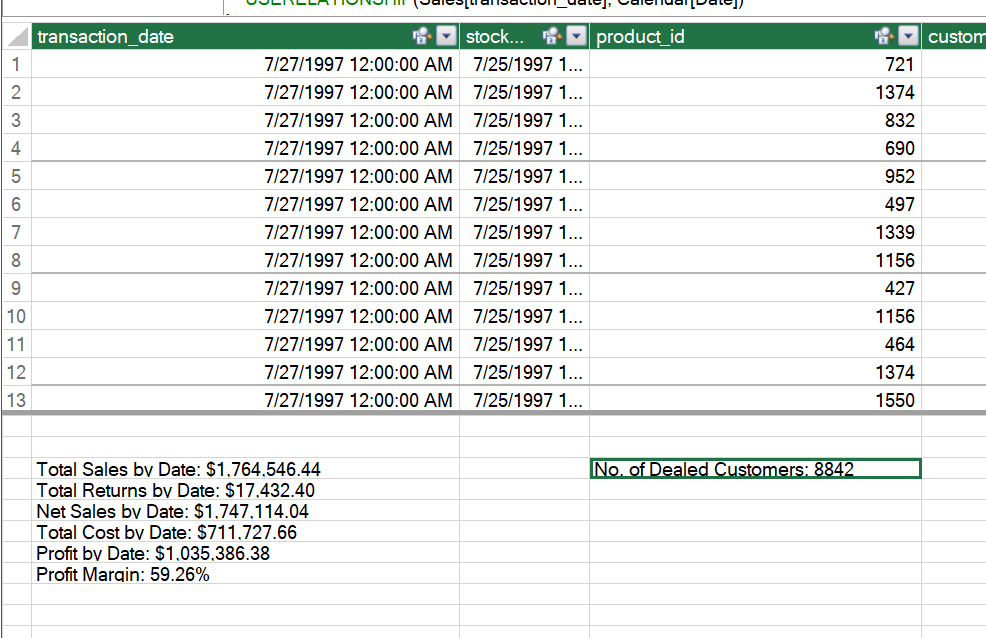 USERELATIONSHIP(Sales[transaction_date], Calendar[Date])
transaction_date stock... product_id custom
1 7/27/1997 12:00:00 AM 7/25/1997 1... 721
2 7/27/1997 12:00:00 AM 7/25/1997 1... 1374
3 7/27/1997 12:00:00 AM 7/25/1997 1... 832
4 7/27/1997 12:00:00 AM 7/25/1997 1... 690
5 7/27/1997 12:00:00 AM 7/25/1997 1... 952
6 7/27/1997 12:00:00 AM 7/25/1997 1... 497
7 7/27/1997 12:00:00 AM 7/25/1997 1... 1339
8 7/27/1997 12:00:00 AM 7/25/1997 1... 1156
9 7/27/1997 12:00:00 AM 7/25/1997 1... 427
10 7/27/1997 12:00:00 AM 7/25/1997 1... 1156
11 7/27/1997 12:00:00 AM 7/25/1997 1... 464
12 7/27/1997 12:00:00 AM 7/25/1997 1... 1374
13 7/27/1997 12:00:00 AM 7/25/1997 1... 1550
Total Sales by Date: $1,764,546.44 No. of Dealed Customers: 8842
Total Returns by Date: $17,432.40
Net Sales by Date: $1,747,114.04
Total Cost by Date: $711,727.66
Profit by Date: $1,035,386.38
Profit Margin: 59.26%